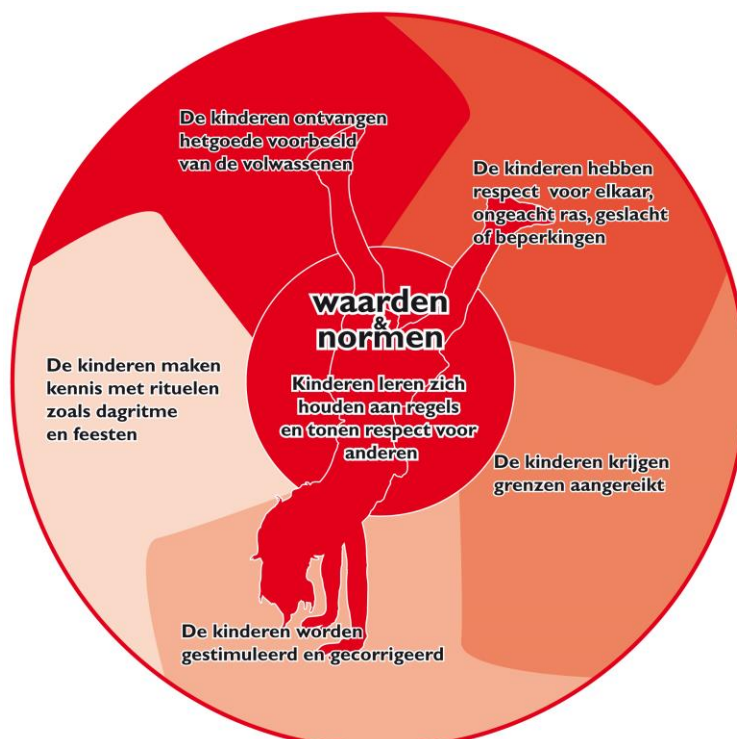 De kinderen ontvangen
hetgoede voorbeeld
van de volwassenen
De kinderen hebben
respect voor elkaar,
ongeacht ras, geslacht
of beperkingen
waarden
&
normen
Kinderen leren zich
houden aan regels
en tonen respect voor
anderen
De kinderen maken
kennis met rituelen
zoals dagritme
en feesten
De kinderen krijgen
grenzen aangereikt
De kinderen worden
gestimuleerd en gecorrigeerd